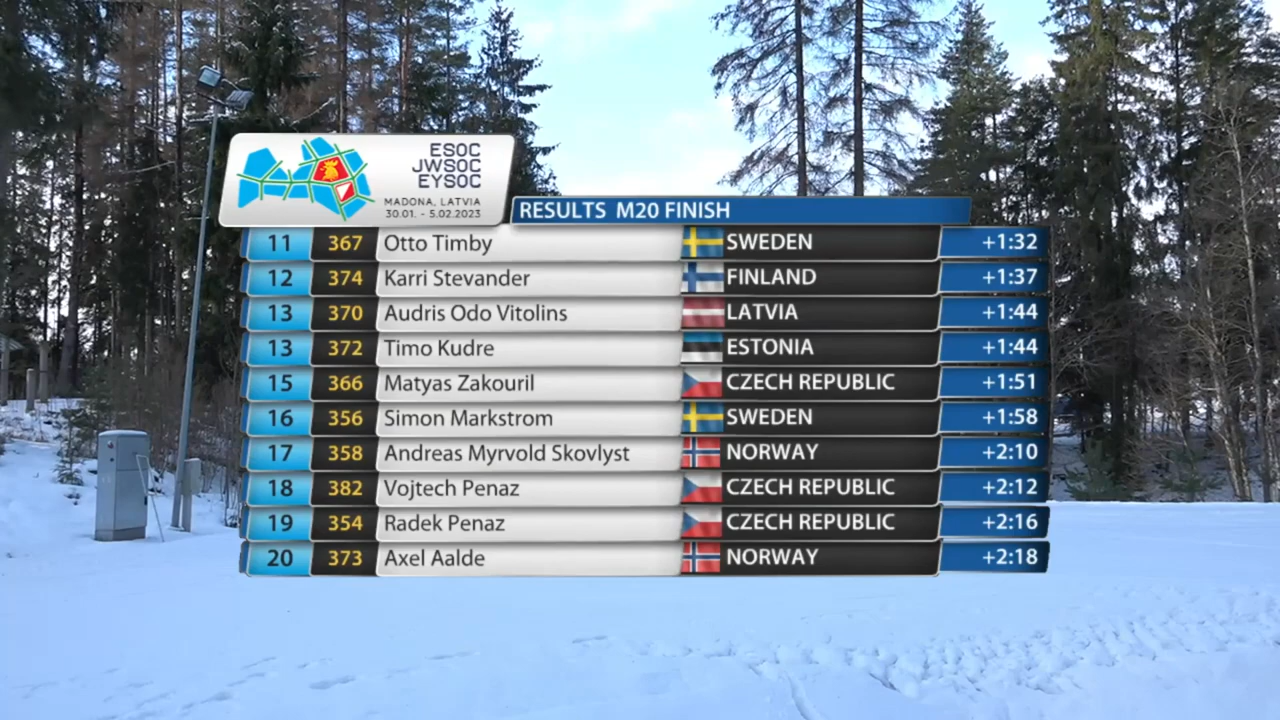 ESOC
JWSOC
EYSOC
MADONA, LATVIA
30.01. - 5.02.2023
RESULTS M20 FINISH
11 367 Otto Timby SWEDEN +1:32
12 374 Karri Stevander FINLAND +1:37
13 370 Audris Odo Vitolins LATVIA +1:44
13 372 Timo Kudre ESTONIA +1:44
15 366 Matyas Zakouril CZECH REPUBLIC +1:51
16 356 Simon Markstrom SWEDEN +1:58
17 358 Andreas Myrvold Skovlyst NORWAY +2:10
18 382 Vojtech Penaz CZECH REPUBLIC +2:12
19 354 Radek Penaz CZECH REPUBLIC +2:16
20 373 Axel Aalde NORWAY +2:18